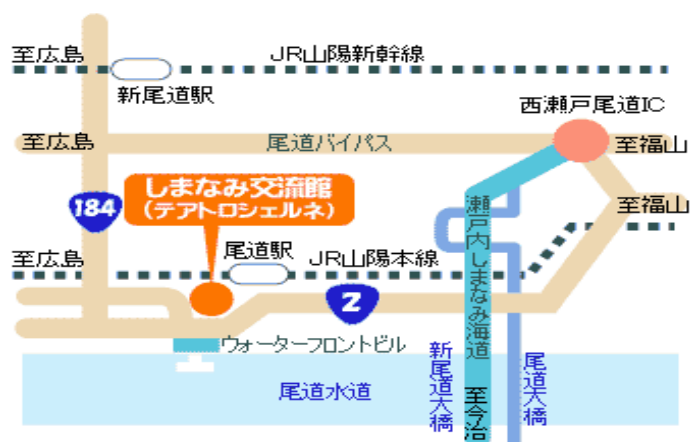 至広島
JR山陽新幹線
新尾道駅
西瀬戸尾道IC
至広島
尾道バイパス
至福山
184
しまなみ交流館
(テアトロシェルネ)
至福山
瀬戸内しまなみ海道
至広島
尾道駅
JR山陽本線
2
ウォーターフロントビル
新尾道大橋
尾道大橋
尾道水道
至今治